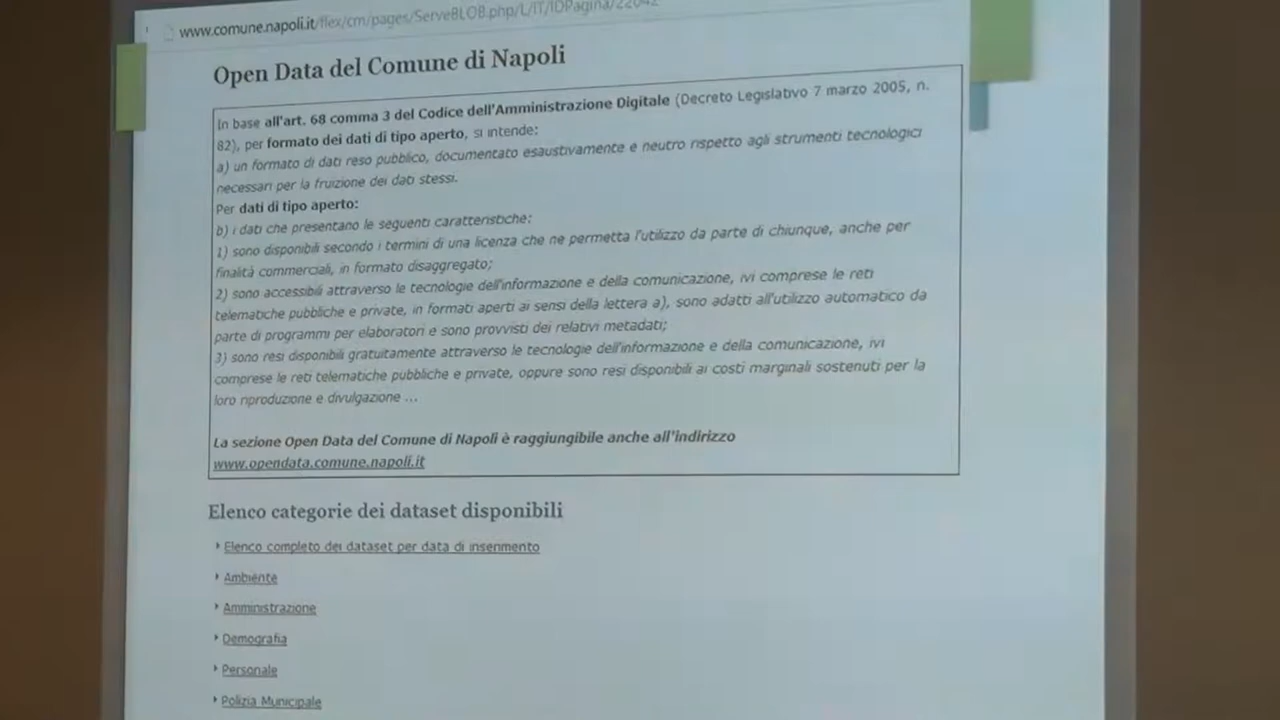 www.comune.napoli.it/flex/cm/pages/ServeBLOB.php/L/IT/IDPagina/22042
Open Data del Comune di Napoli
In base all'art. 68 comma 3 del Codice dell'Amministrazione Digitale (Decreto Legislativo 7 marzo 2005, n.
82), per formato dei dati di tipo aperto, si intende:
a) un formato di dati reso pubblico, documentato esaustivamente e neutro rispetto agli strumenti tecnologici
necessari per la fruizione dei dati stessi.
Per dati di tipo aperto:
b) i dati che presentano le seguenti caratteristiche:
1) sono disponibili secondo i termini di una licenza che ne permetta l'utilizzo da parte di chiunque, anche per
finalità commerciali, in formato disaggregato;
2) sono accessibili attraverso le tecnologie dell'informazione e della comunicazione, ivi comprese le reti
telematiche pubbliche e private, in formati aperti ai sensi della lettera a), sono adatti all'utilizzo automatico da
parte di programmi per elaboratori e sono provvisti dei relativi metadati;
3) sono resi disponibili gratuitamente attraverso le tecnologie dell'informazione e della comunicazione, ivi
comprese le reti telematiche pubbliche e private, oppure sono resi disponibili ai costi marginali sostenuti per la
loro riproduzione e divulgazione ...
La sezione Open Data del Comune di Napoli è raggiungibile anche all'indirizzo
www.opendata.comune.napoli.it
Elenco categorie dei dataset disponibili
Elenco completo dei dataset per data di inserimento
Ambiente
Amministrazione
Demografia
Personale
Polizia Municipale